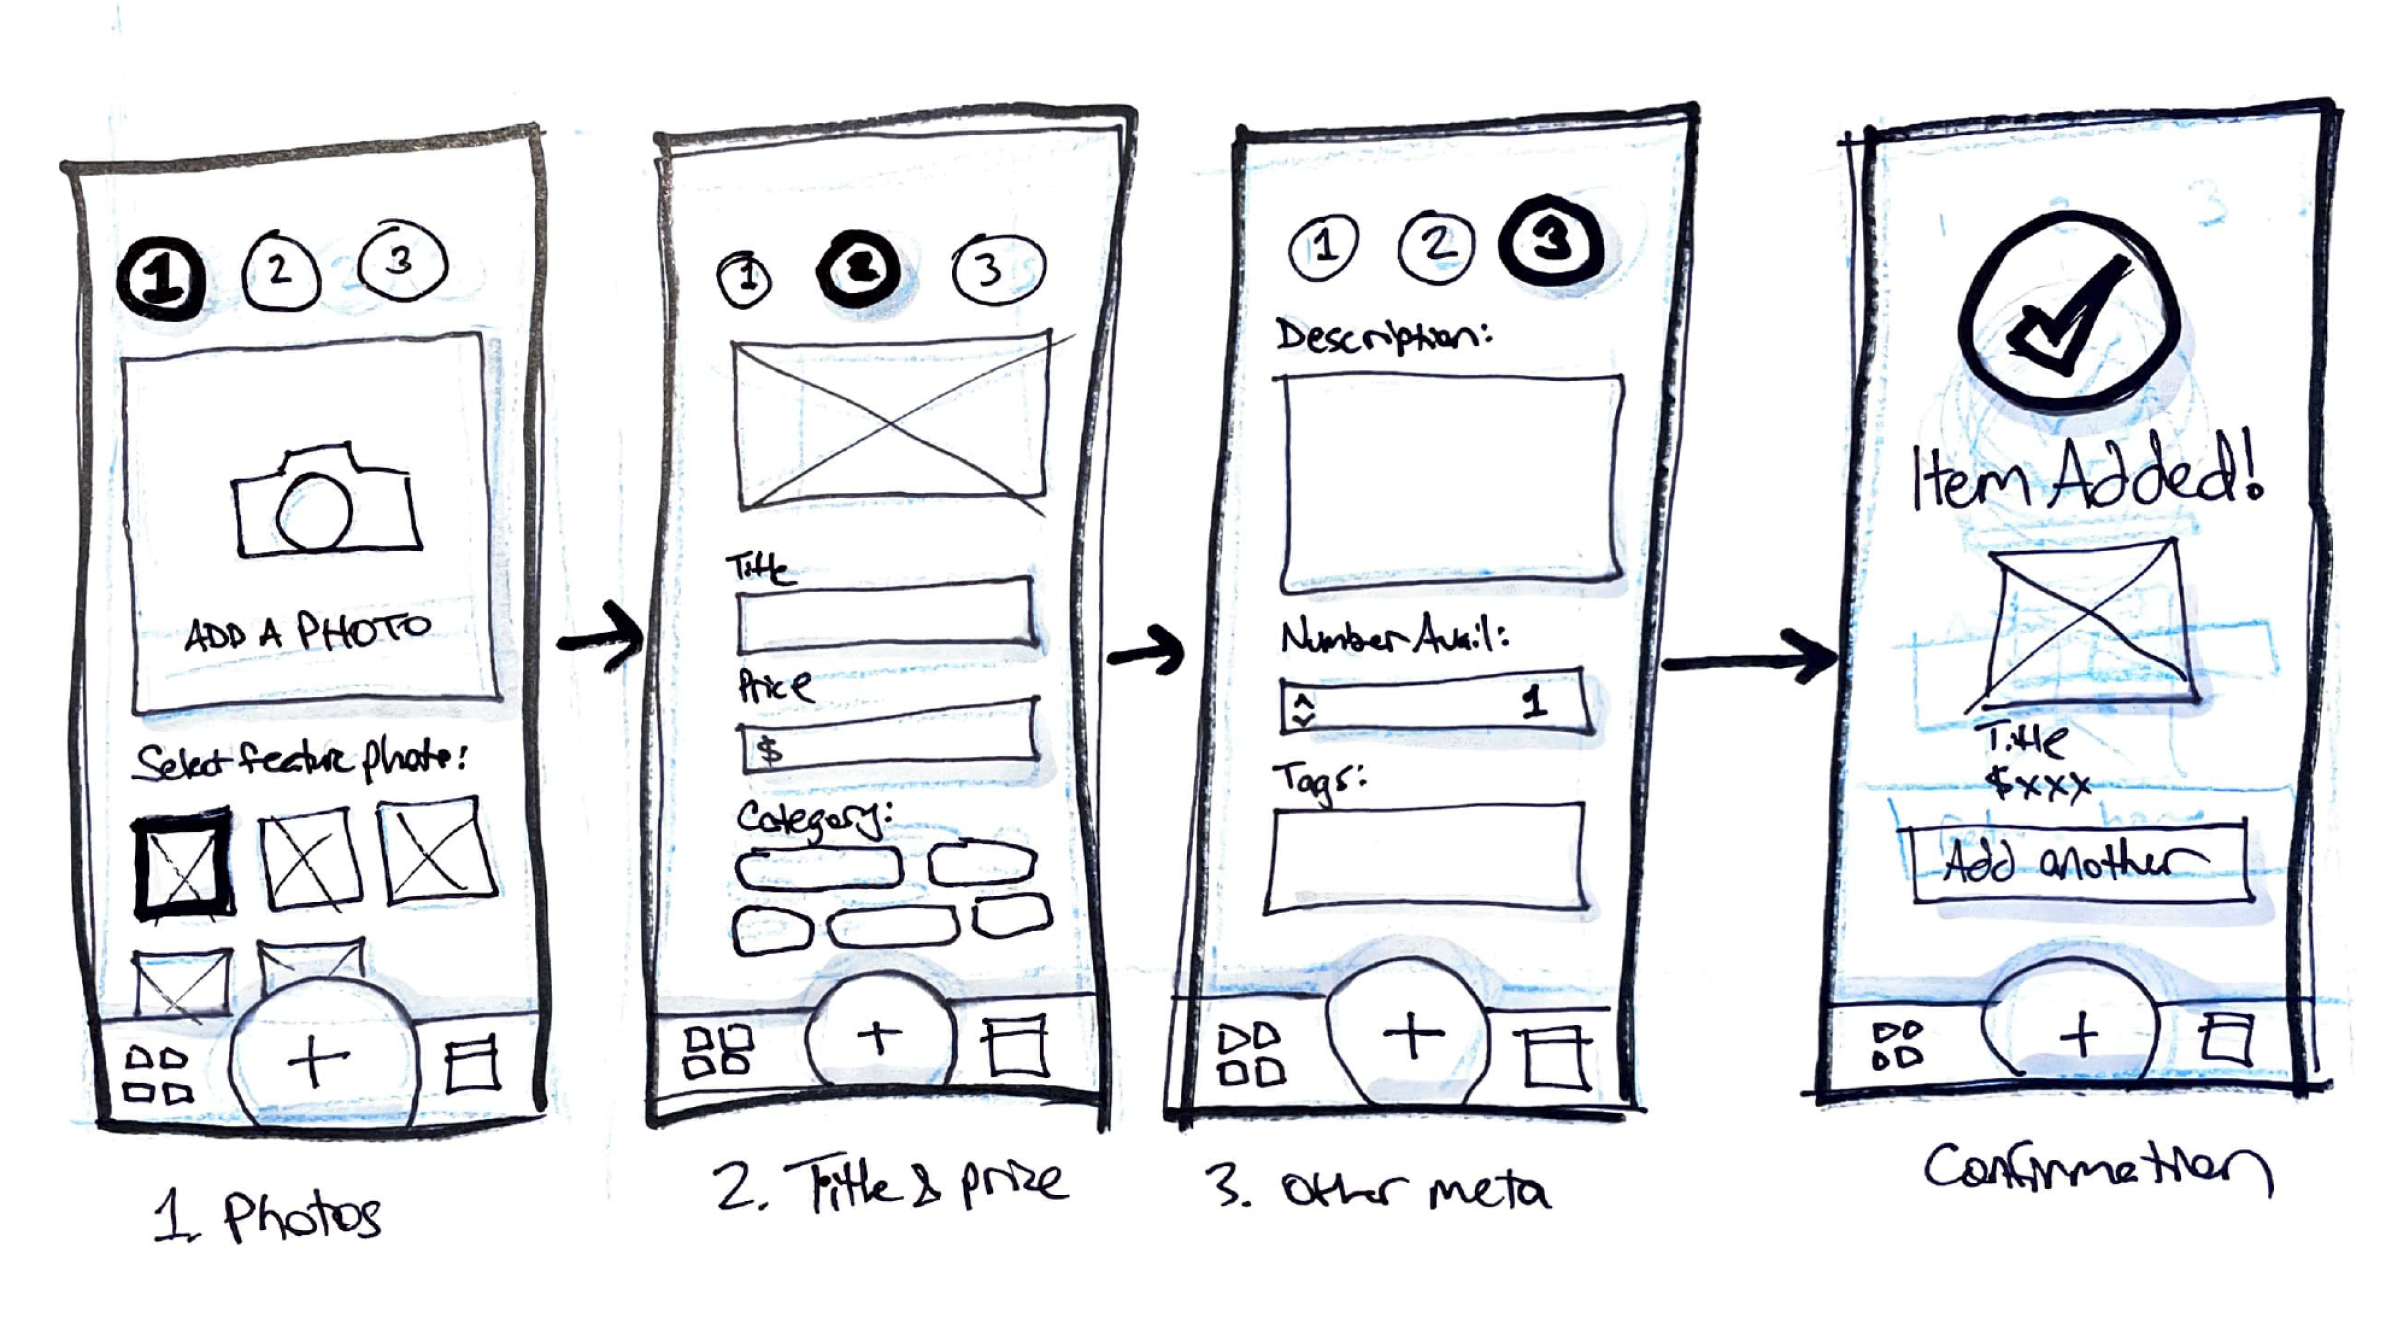 1 2 3
ADD A PHOTO
Select feature photo:
+
1. Photos
1 2 3
Title
Price
$
Category:
+
2. Title & prize
1 2 3
Description:
Number Avail:
1
Tags:
+
3. Other meta
Item Added!
Title
$xxx
Add another
+
Confirmation